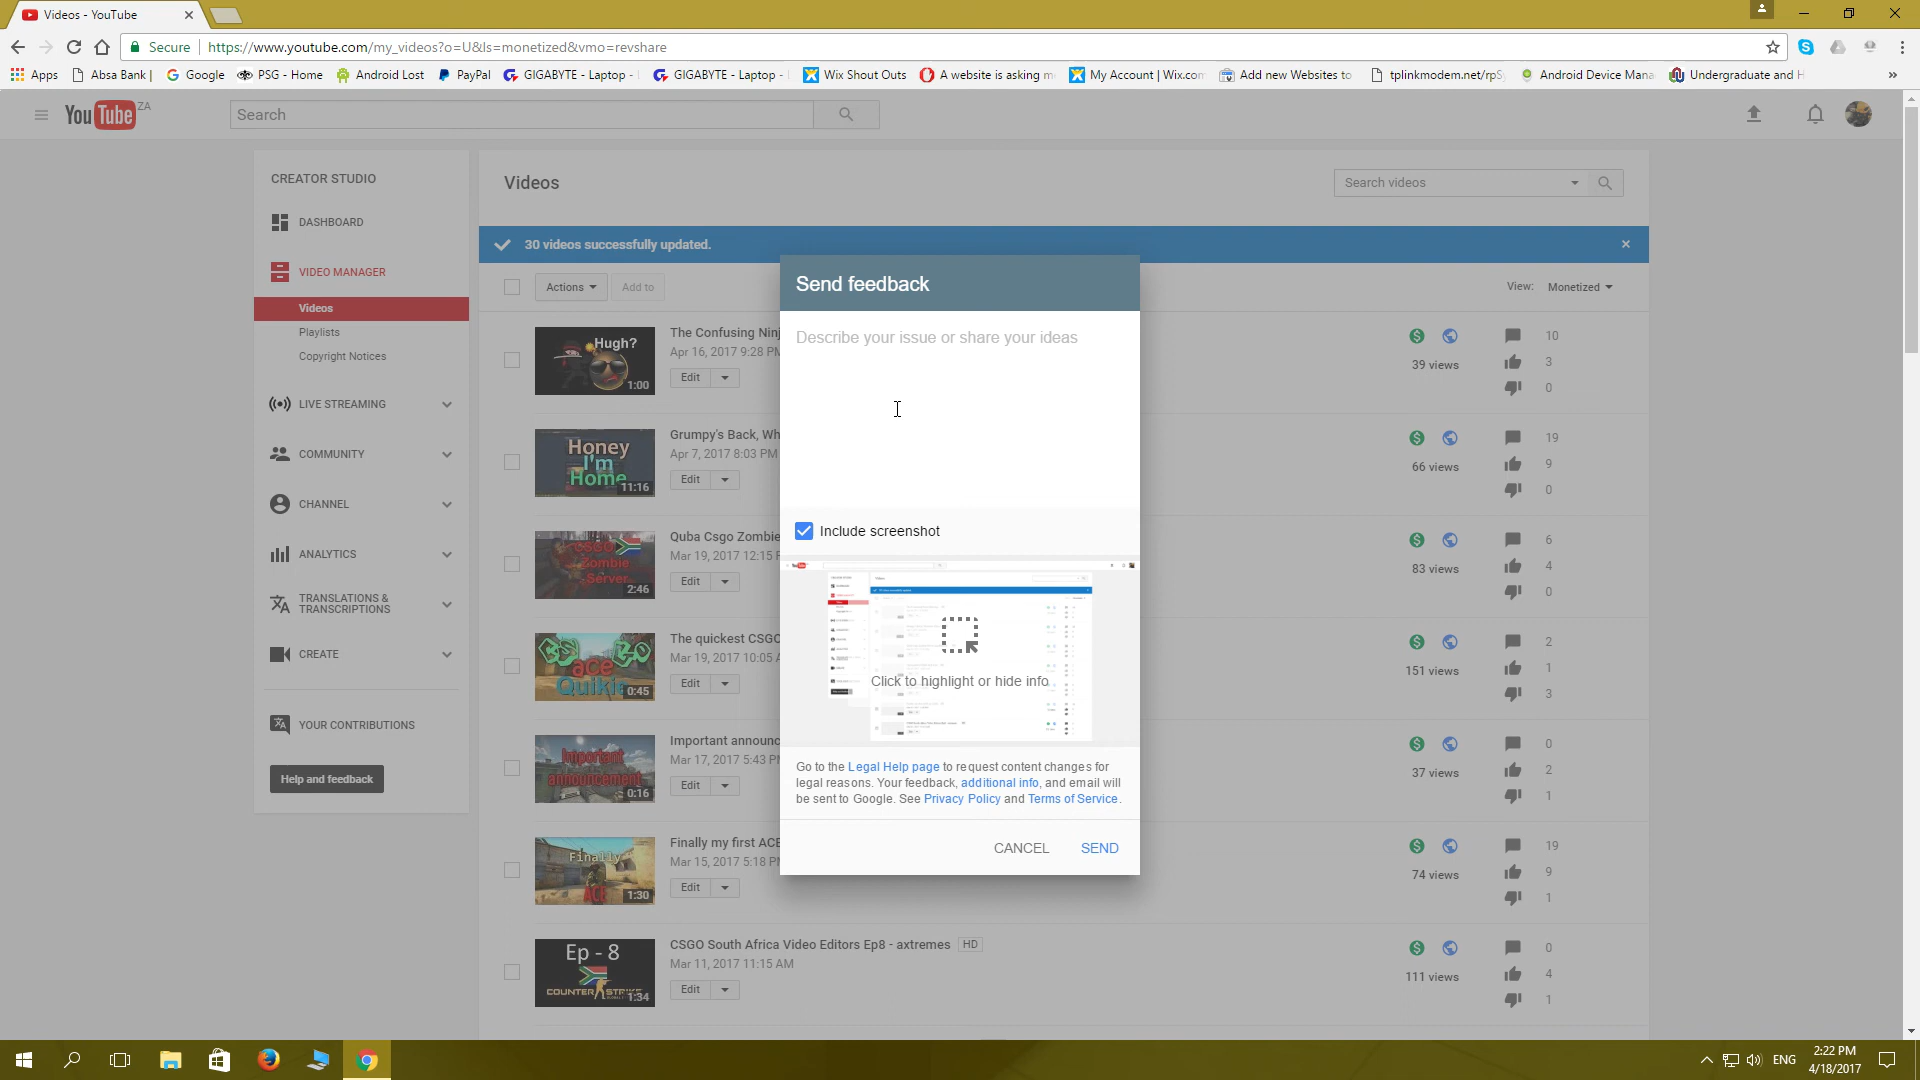 Videos - YouTube
Secure
https://www.youtube.com/my_videos?o=U&ls=monetized&vmo=revshare
Apps
Absa Bank |
Google
PSG - Home
Android Lost
PayPal
GIGABYTE - Laptop -
GIGABYTE - Laptop -
Wix Shout Outs
A website is asking m
My Account | Wix.com
Add new Websites to
tplinkmodem.net/rpS
Android Device Mana
Undergraduate and H
YouTube ZA
Search
CREATOR STUDIO
DASHBOARD
VIDEO MANAGER
Videos
Playlists
Copyright Notices
LIVE STREAMING
COMMUNITY
CHANNEL
ANALYTICS
TRANSLATIONS &
TRANSCRIPTIONS
CREATE
YOUR CONTRIBUTIONS
Help and feedback
Videos
Search videos
30 videos successfully updated.
Actions
Add to
View: Monetized
Hugh?
1:00
The Confusing Ninj
Apr 16, 2017 9:28 PM
Edit
39 views
10
3
0
Honey
I'm
Home
11:16
Grumpy's Back, Wh
Apr 7, 2017 8:03 PM
Edit
66 views
19
9
0
CSGO
Zombie
Server
2:46
Quba Csgo Zombie
Mar 19, 2017 12:15 P
Edit
83 views
6
4
0
CS GO
ace
Quikie
0:45
The quickest CSGO
Mar 19, 2017 10:05 A
Edit
151 views
2
1
3
Important
announcement
0:16
Important announc
Mar 17, 2017 5:43 P
Edit
37 views
0
2
1
Finally
ACE
1:30
Finally my first ACE
Mar 15, 2017 5:18 P
Edit
74 views
19
9
1
Ep - 8
COUNTER STRIKE
1:34
CSGO South Africa Video Editors Ep8 - axtremes HD
Mar 11, 2017 11:15 AM
Edit
111 views
0
4
1
Send feedback
Describe your issue or share your ideas
Include screenshot
Click to highlight or hide info
Go to the Legal Help page to request content changes for
legal reasons. Your feedback, additional info, and email will
be sent to Google. See Privacy Policy and Terms of Service.
CANCEL
SEND
ENG
2:22 PM
4/18/2017